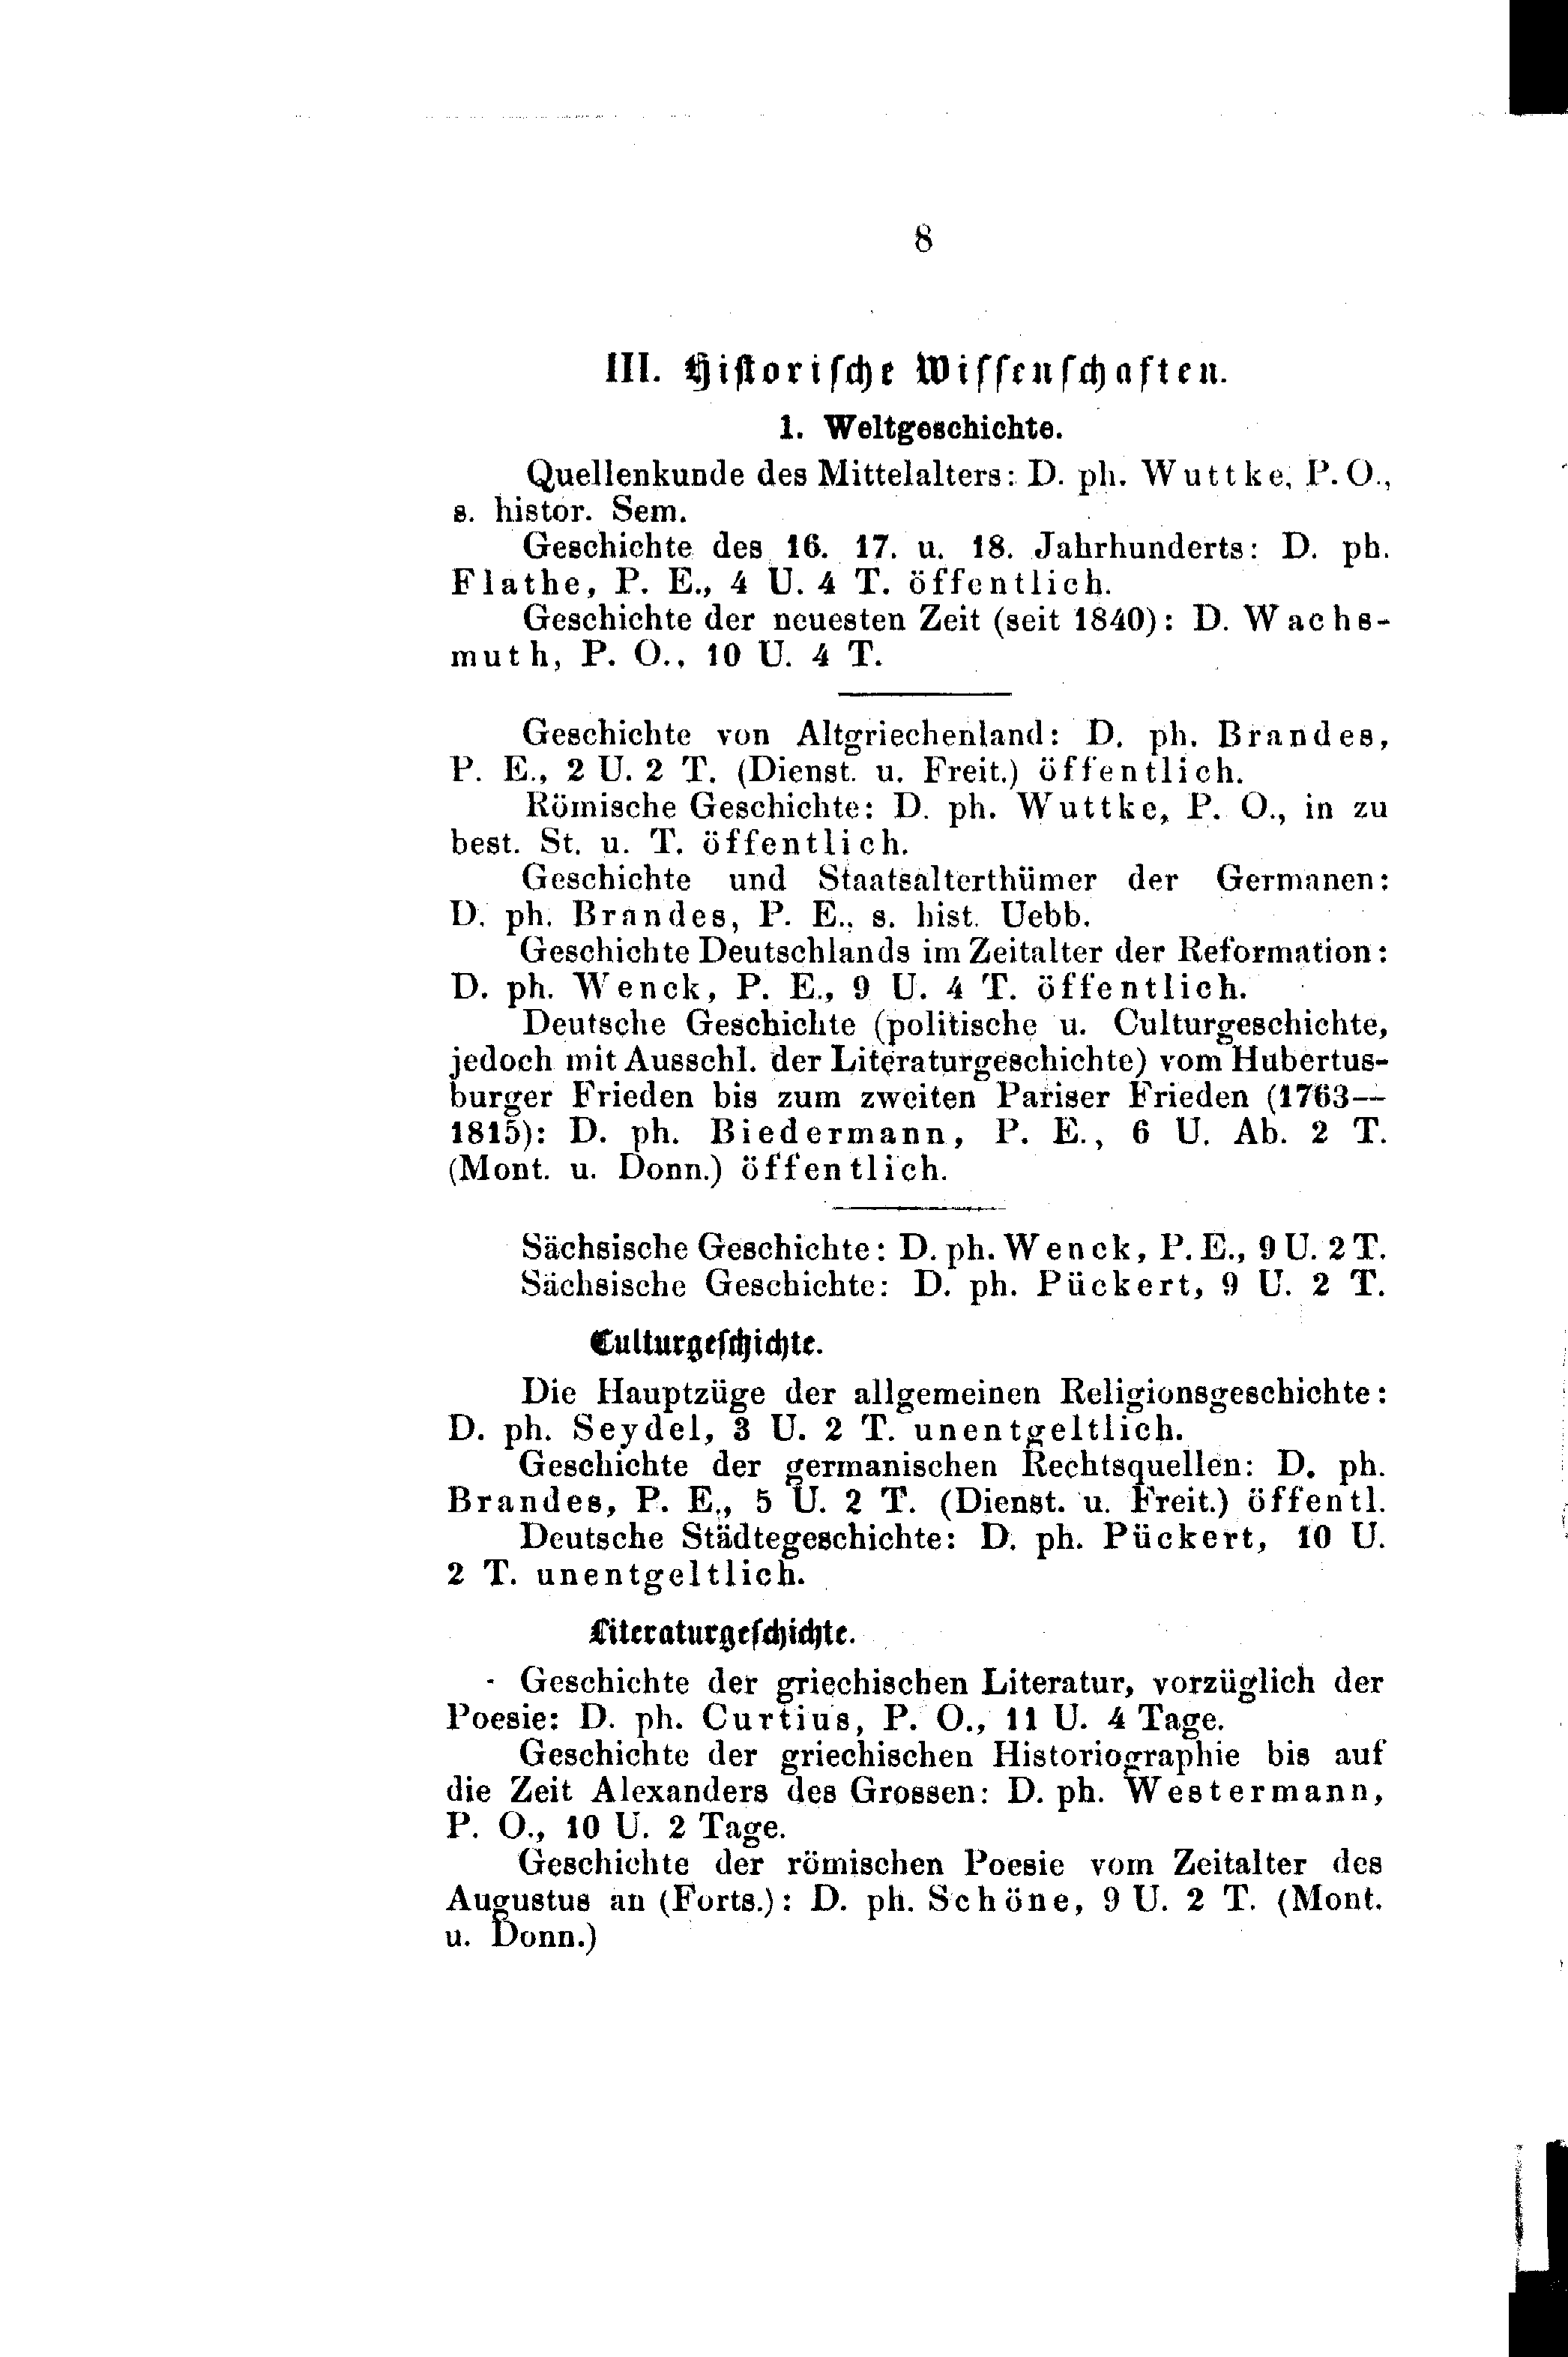 8
III. Hiſtoriſche Wiſſenſchaften.
1. Weltgeschichte.
Quellenkunde des Mittelalters: D. ph. Wuttke, P. O.,
s. histor. Sem.
Geschichte des 16. 17. u. 18. Jahrhunderts: D. ph.
Flathe, P. E., 4 U. 4 T. öffentlich.
Geschichte der neuesten Zeit (seit 1840): D. Wachs-
muth, P. O., 10 U. 4 T.
Geschichte von Altgriechenland: D. ph. Brandes,
P. E., 2 U. 2 T. (Dienst. u. Freit.) öffentlich.
Römische Geschichte: D. ph. Wuttke, P. O., in zu
best. St. u. T. öffentlich.
Geschichte und Staatsalterthümer der Germanen:
D. ph. Brandes, P. E., s. hist. Uebb.
Geschichte Deutschlands im Zeitalter der Reformation:
D. ph. Wenck, P. E., 9 U. 4 T. öffentlich.
Deutsche Geschichte (politische u. Culturgeschichte,
jedoch mit Ausschl. der Literaturgeschichte) vom Hubertus-
burger Frieden bis zum zweiten Pariser Frieden (1763—
1815): D. ph. Biedermann, P. E., 6 U. Ab. 2 T.
(Mont. u. Donn.) öffentlich.
Sächsische Geschichte: D. ph. Wenck, P. E., 9 U. 2 T.
Sächsische Geschichte: D. ph. Pückert, 9 U. 2 T.
Culturgeſchichte.
Die Hauptzüge der allgemeinen Religionsgeschichte:
D. ph. Seydel, 3 U. 2 T. unentgeltlich.
Geschichte der germanischen Rechtsquellen: D. ph.
Brandes, P. E., 5 U. 2 T. (Dienst. u. Freit.) öffentl.
Deutsche Städtegeschichte: D. ph. Pückert, 10 U.
2 T. unentgeltlich.
Literaturgeſchichte.
Geschichte der griechischen Literatur, vorzüglich der
Poesie: D. ph. Curtius, P. O., 11 U. 4 Tage.
Geschichte der griechischen Historiographie bis auf
die Zeit Alexanders des Grossen: D. ph. Westermann,
P. O., 10 U. 2 Tage.
Geschichte der römischen Poesie vom Zeitalter des
Augustus an (Forts.): D. ph. Schöne, 9 U. 2 T. (Mont.
u. Donn.)